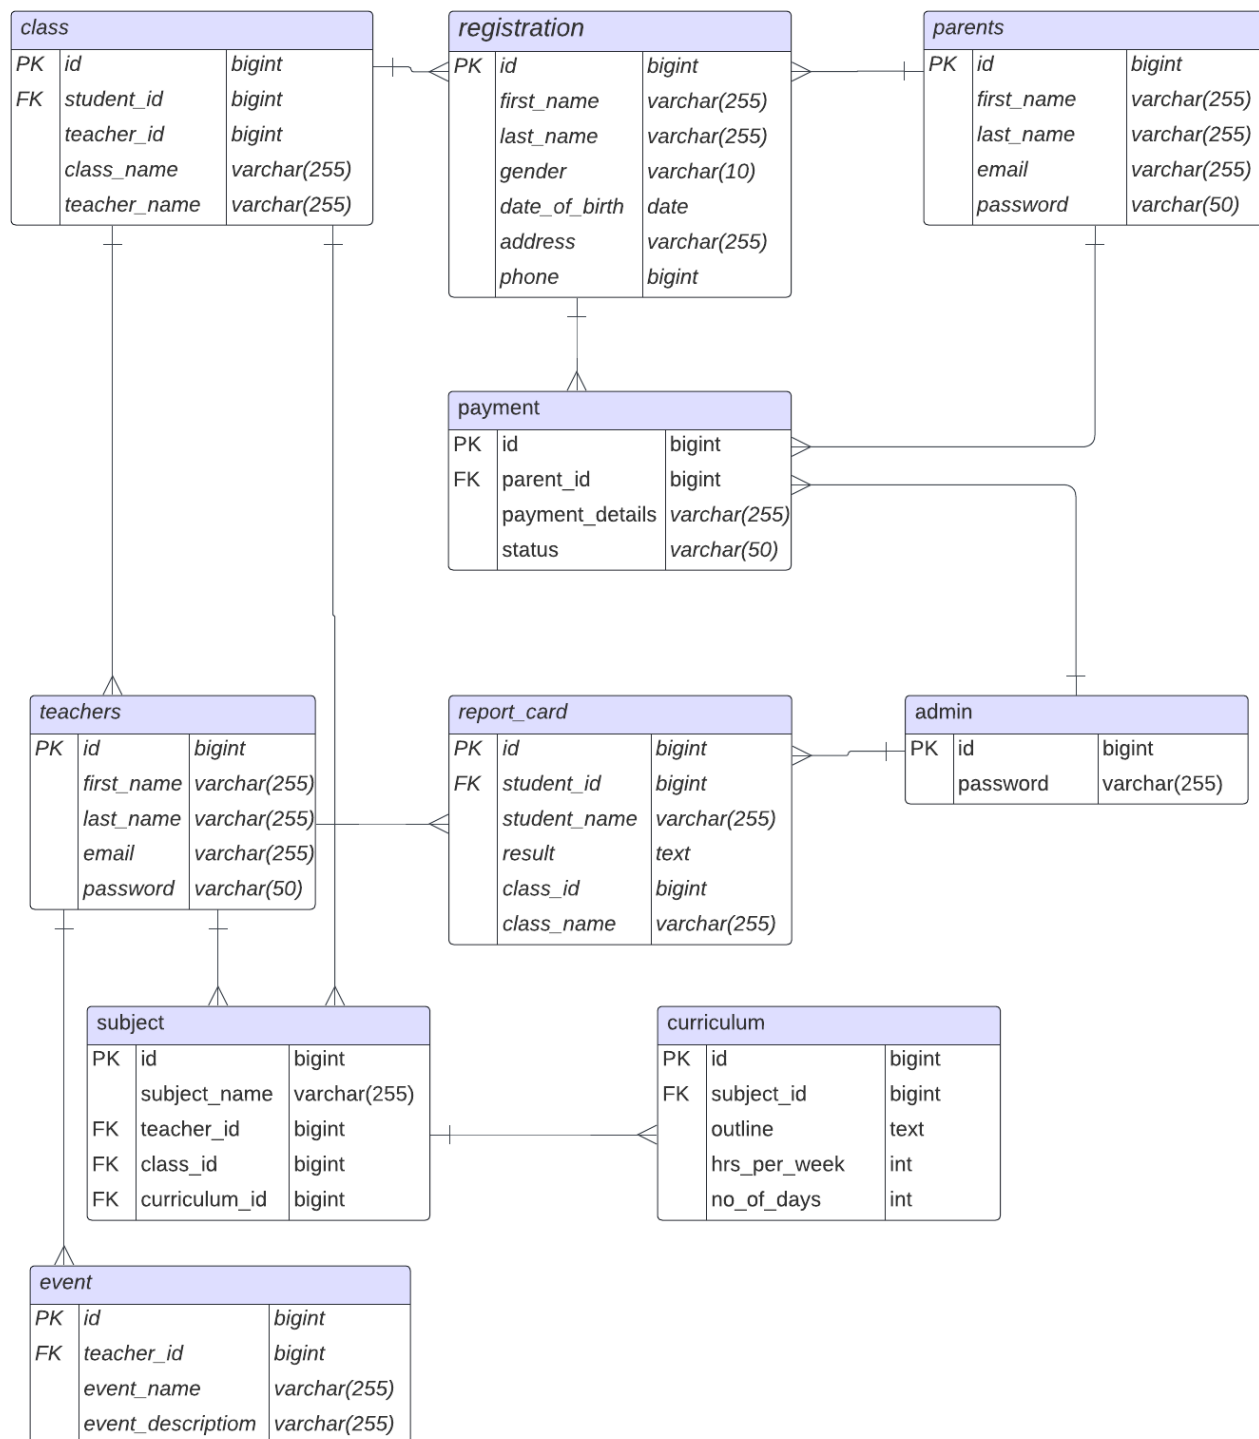 class
PK id bigint
FK student_id bigint
teacher_id bigint
class_name varchar(255)
teacher_name varchar(255)
registration
PK id bigint
first_name varchar(255)
last_name varchar(255)
gender varchar(10)
date_of_birth date
address varchar(255)
phone bigint
parents
PK id bigint
first_name varchar(255)
last_name varchar(255)
email varchar(255)
password varchar(50)
payment
PK id bigint
FK parent_id bigint
payment_details varchar(255)
status varchar(50)
teachers
PK id bigint
first_name varchar(255)
last_name varchar(255)
email varchar(255)
password varchar(50)
report_card
PK id bigint
FK student_id bigint
student_name varchar(255)
result text
class_id bigint
class_name varchar(255)
admin
PK id bigint
password varchar(255)
subject
PK id bigint
subject_name varchar(255)
FK teacher_id bigint
FK class_id bigint
FK curriculum_id bigint
curriculum
PK id bigint
FK subject_id bigint
outline text
hrs_per_week int
no_of_days int
event
PK id bigint
FK teacher_id bigint
event_name varchar(255)
event_descriptiom varchar(255)